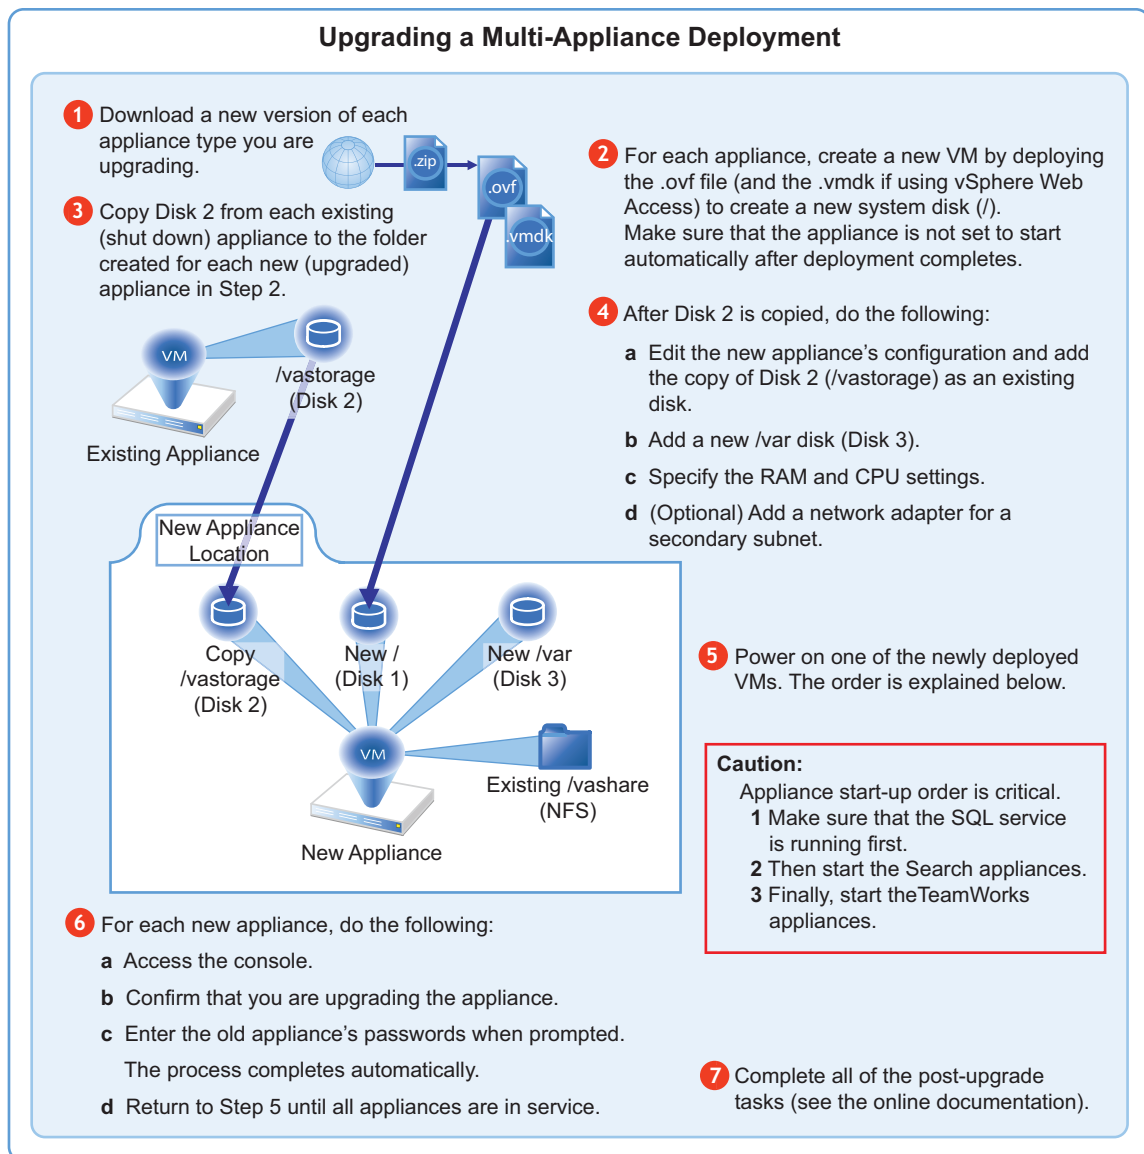 Upgrading a Multi-Appliance Deployment
1 Download a new version of each
appliance type you are
upgrading.
.zip
.ovf
.vmdk
2 For each appliance, create a new VM by deploying
the .ovf file (and the .vmdk if using vSphere Web
Access) to create a new system disk (/).
Make sure that the appliance is not set to start
automatically after deployment completes.
3 Copy Disk 2 from each existing
(shut down) appliance to the folder
created for each new (upgraded)
appliance in Step 2.
VM
/vastorage
(Disk 2)
Existing Appliance
4 After Disk 2 is copied, do the following:
a Edit the new appliance's configuration and add
the copy of Disk 2 (/vastorage) as an existing
disk.
b Add a new /var disk (Disk 3).
c Specify the RAM and CPU settings.
d (Optional) Add a network adapter for a
secondary subnet.
New Appliance
Location
Copy
/vastorage
(Disk 2)
New /
(Disk 1)
New /var
(Disk 3)
VM
Existing /vashare
(NFS)
New Appliance
5 Power on one of the newly deployed
VMs. The order is explained below.
Caution:
Appliance start-up order is critical.
1 Make sure that the SQL service
is running first.
2 Then start the Search appliances.
3 Finally, start theTeamWorks
appliances.
6 For each new appliance, do the following:
a Access the console.
b Confirm that you are upgrading the appliance.
c Enter the old appliance's passwords when prompted.
The process completes automatically.
d Return to Step 5 until all appliances are in service.
7 Complete all of the post-upgrade
tasks (see the online documentation).